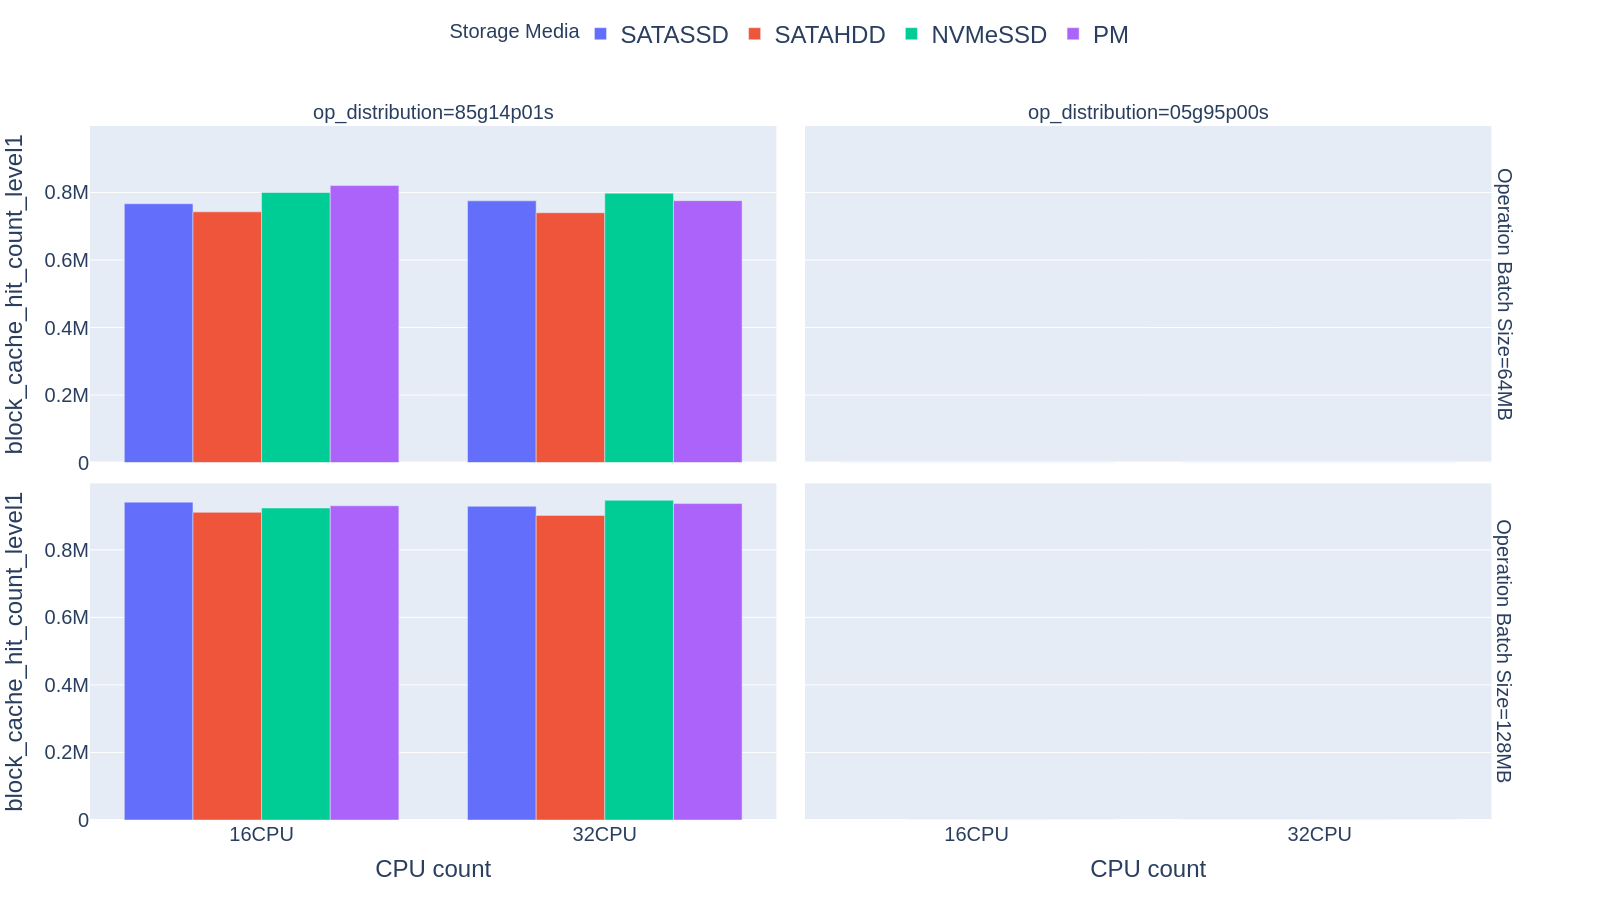 Storage Media SATASSD SATAHDD NVMeSSD PM
op_distribution=85g14p01s
op_distribution=05g95p00s
block_cache_hit_count_level1
0.8M
0.6M
0.4M
0.2M
0
Operation Batch Size=64MB
block_cache_hit_count_level1
0.8M
0.6M
0.4M
0.2M
0
Operation Batch Size=128MB
16CPU 32CPU
16CPU 32CPU
CPU count
CPU count